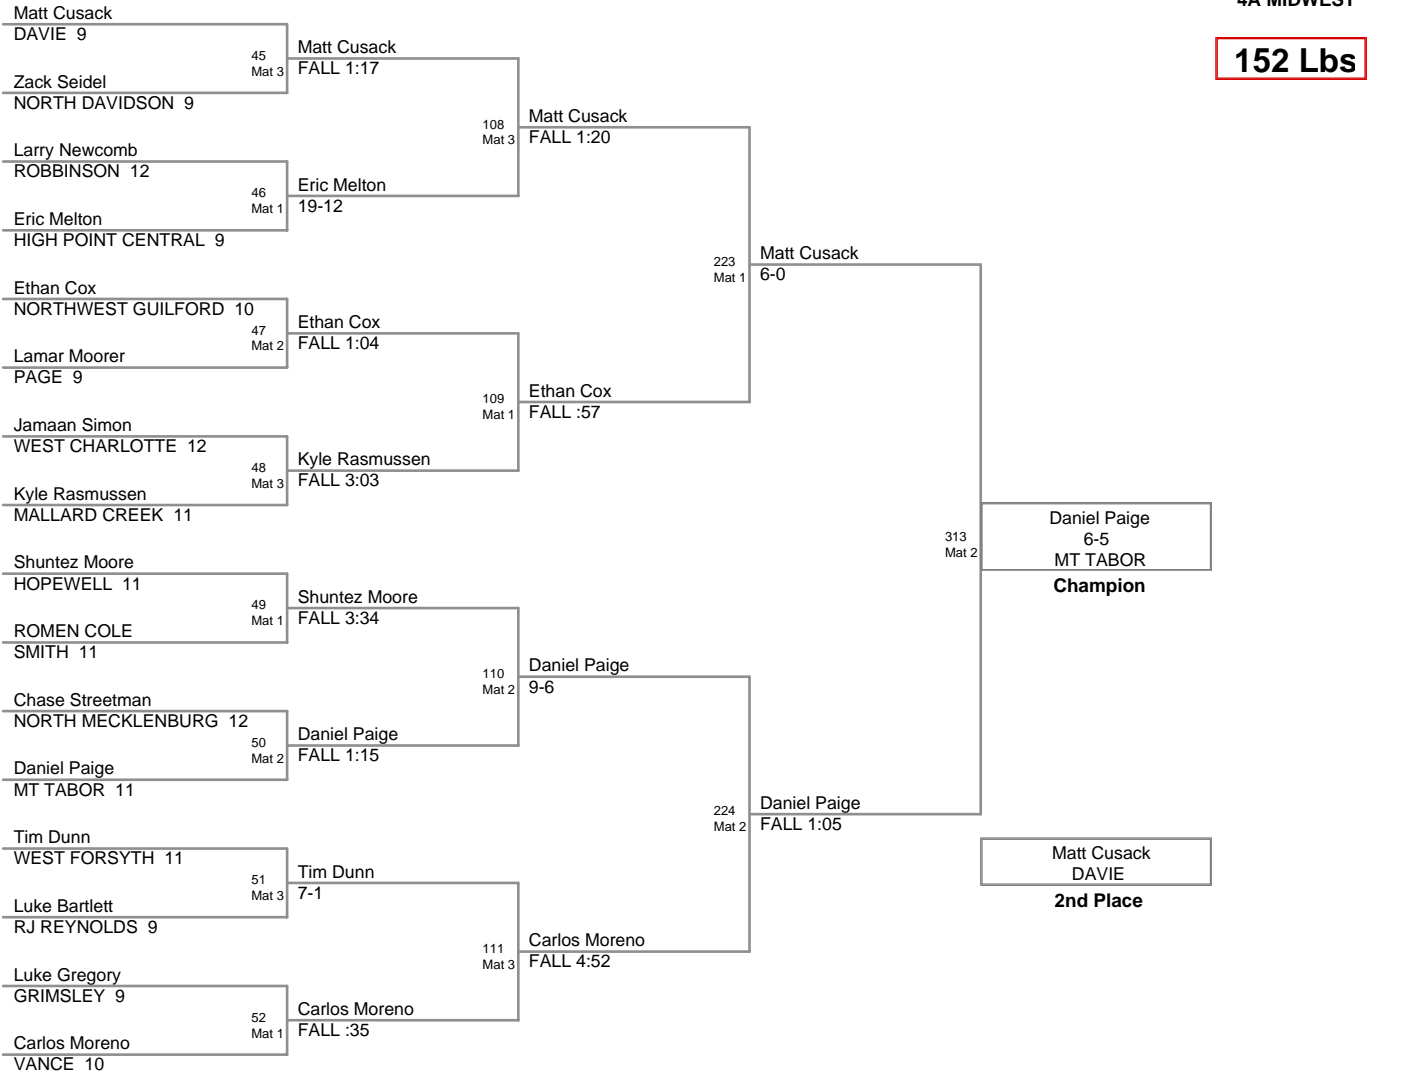 4A MIDWEST
152 Lbs
Matt Cusack
DAVIE 9
45
Mat 3
Zack Seidel
NORTH DAVIDSON 9
Matt Cusack
FALL 1:17
Larry Newcomb
ROBBINSON 12
46
Mat 1
Eric Melton
HIGH POINT CENTRAL 9
Eric Melton
19-12
108
Mat 3
Matt Cusack
FALL 1:20
Ethan Cox
NORTHWEST GUILFORD 10
47
Mat 2
Lamar Moorer
PAGE 9
Ethan Cox
FALL 1:04
Jamaan Simon
WEST CHARLOTTE 12
48
Mat 3
Kyle Rasmussen
MALLARD CREEK 11
Kyle Rasmussen
FALL 3:03
109
Mat 1
Ethan Cox
FALL :57
223
Mat 1
Matt Cusack
6-0
Shuntez Moore
HOPEWELL 11
49
Mat 1
ROMEN COLE
SMITH 11
Shuntez Moore
FALL 3:34
Chase Streetman
NORTH MECKLENBURG 12
50
Mat 2
Daniel Paige
MT TABOR 11
Daniel Paige
FALL 1:15
110
Mat 2
Daniel Paige
9-6
Tim Dunn
WEST FORSYTH 11
51
Mat 3
Luke Bartlett
RJ REYNOLDS 9
Tim Dunn
7-1
Luke Gregory
GRIMSLEY 9
52
Mat 1
Carlos Moreno
VANCE 10
Carlos Moreno
FALL :35
111
Mat 3
Carlos Moreno
FALL 4:52
224
Mat 2
Daniel Paige
FALL 1:05
313
Mat 2
Daniel Paige
6-5
MT TABOR
Champion
Matt Cusack
DAVIE
2nd Place